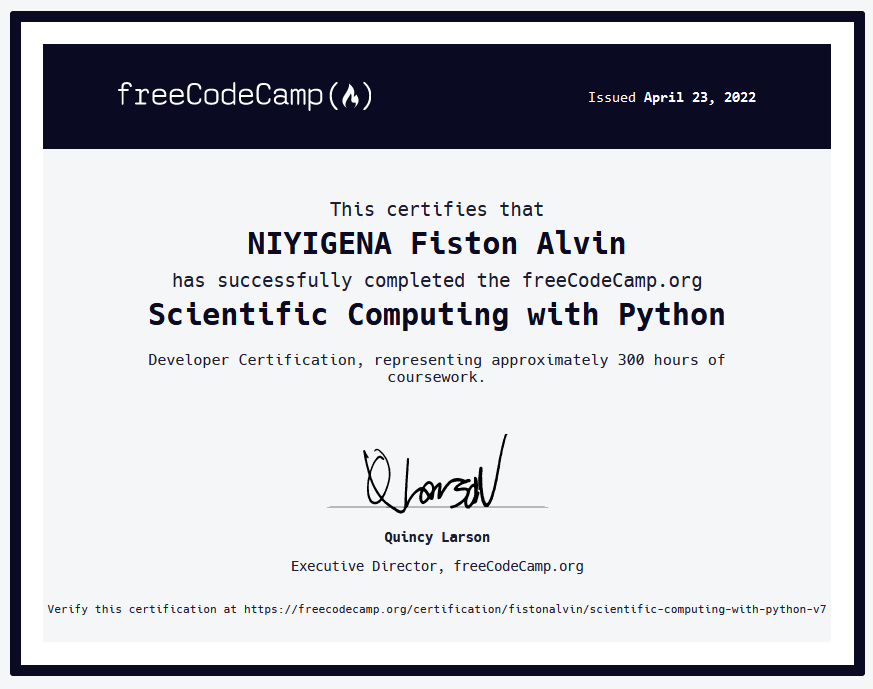 freeCodeCamp(🔥)
Issued April 23, 2022
This certifies that
NIYIGENA Fiston Alvin
has successfully completed the freeCodeCamp.org
Scientific Computing with Python
Developer Certification, representing approximately 300 hours of
coursework.
Q Larson
Quincy Larson
Executive Director, freeCodeCamp.org
Verify this certification at https://freecodecamp.org/certification/fistonalvin/scientific-computing-with-python-v7